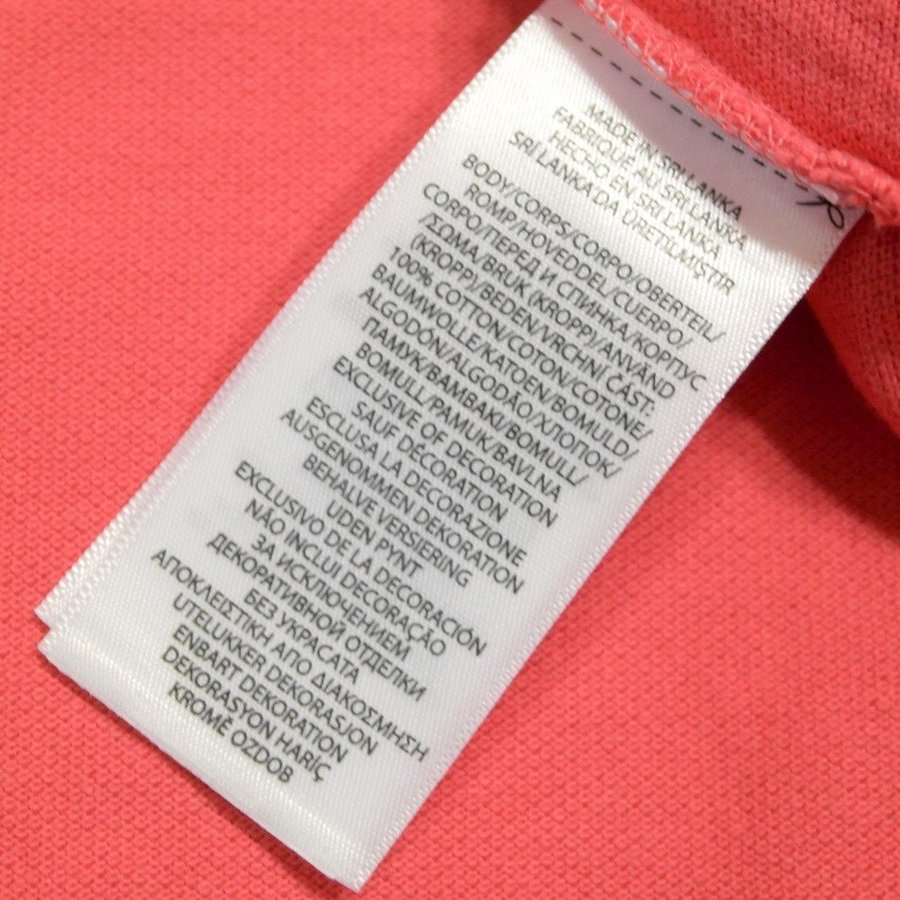 MADE IN SRI LANKA
FABRIQUÉ AU SRI LANKA
HECHO EN SRI LANKA
SRİ LANKA DA ÜRETİLMİŞTİR
BODY/CORPS/CORPO/OBERTEIL/
ROMP/HOVEDDEL/CUERPO/
CORPO/ПЕРЕД И СПИНКА/КОРПУС
/ΣΩΜΑ/BRUK (KROPP)/ANVÄND
(KROPP)/BEDEN/VRCHNÍ ČÁST:
100% COTTON/COTON/COTONE/
BAUMWOLLE/KATOEN/BOMULD/
ALGODÓN/ALGODÃO/ХЛОПОК/
ПАМУК/ΒΑΜΒΑΚΙ/BOMULL/
BOMULL/PAMUK/BAVLNA
EXCLUSIVE OF DECORATION
SAUF DÉCORATION
ESCLUSA LA DECORAZIONE
AUSGENOMMEN DEKORATION
BEHALVE VERSIERING
UDEN PYNT
EXCLUSIVO DE LA DECORACIÓN
NÃO INCLUI DECORAÇÃO
ЗА ИСКЛЮЧЕНИЕМ
ДЕКОРАТИВНОЙ ОТДЕЛКИ
БЕЗ УКРАСАТА
ΑΠΟΚΛΕΙΣΤΙΚΗ ΑΠΟ ΔΙΑΚΟΣΜΗΣΗ
UTELUKKER DEKORASJON
ENBART DEKORATION
DEKORASYON HARİÇ
KROMĚ OZDOB